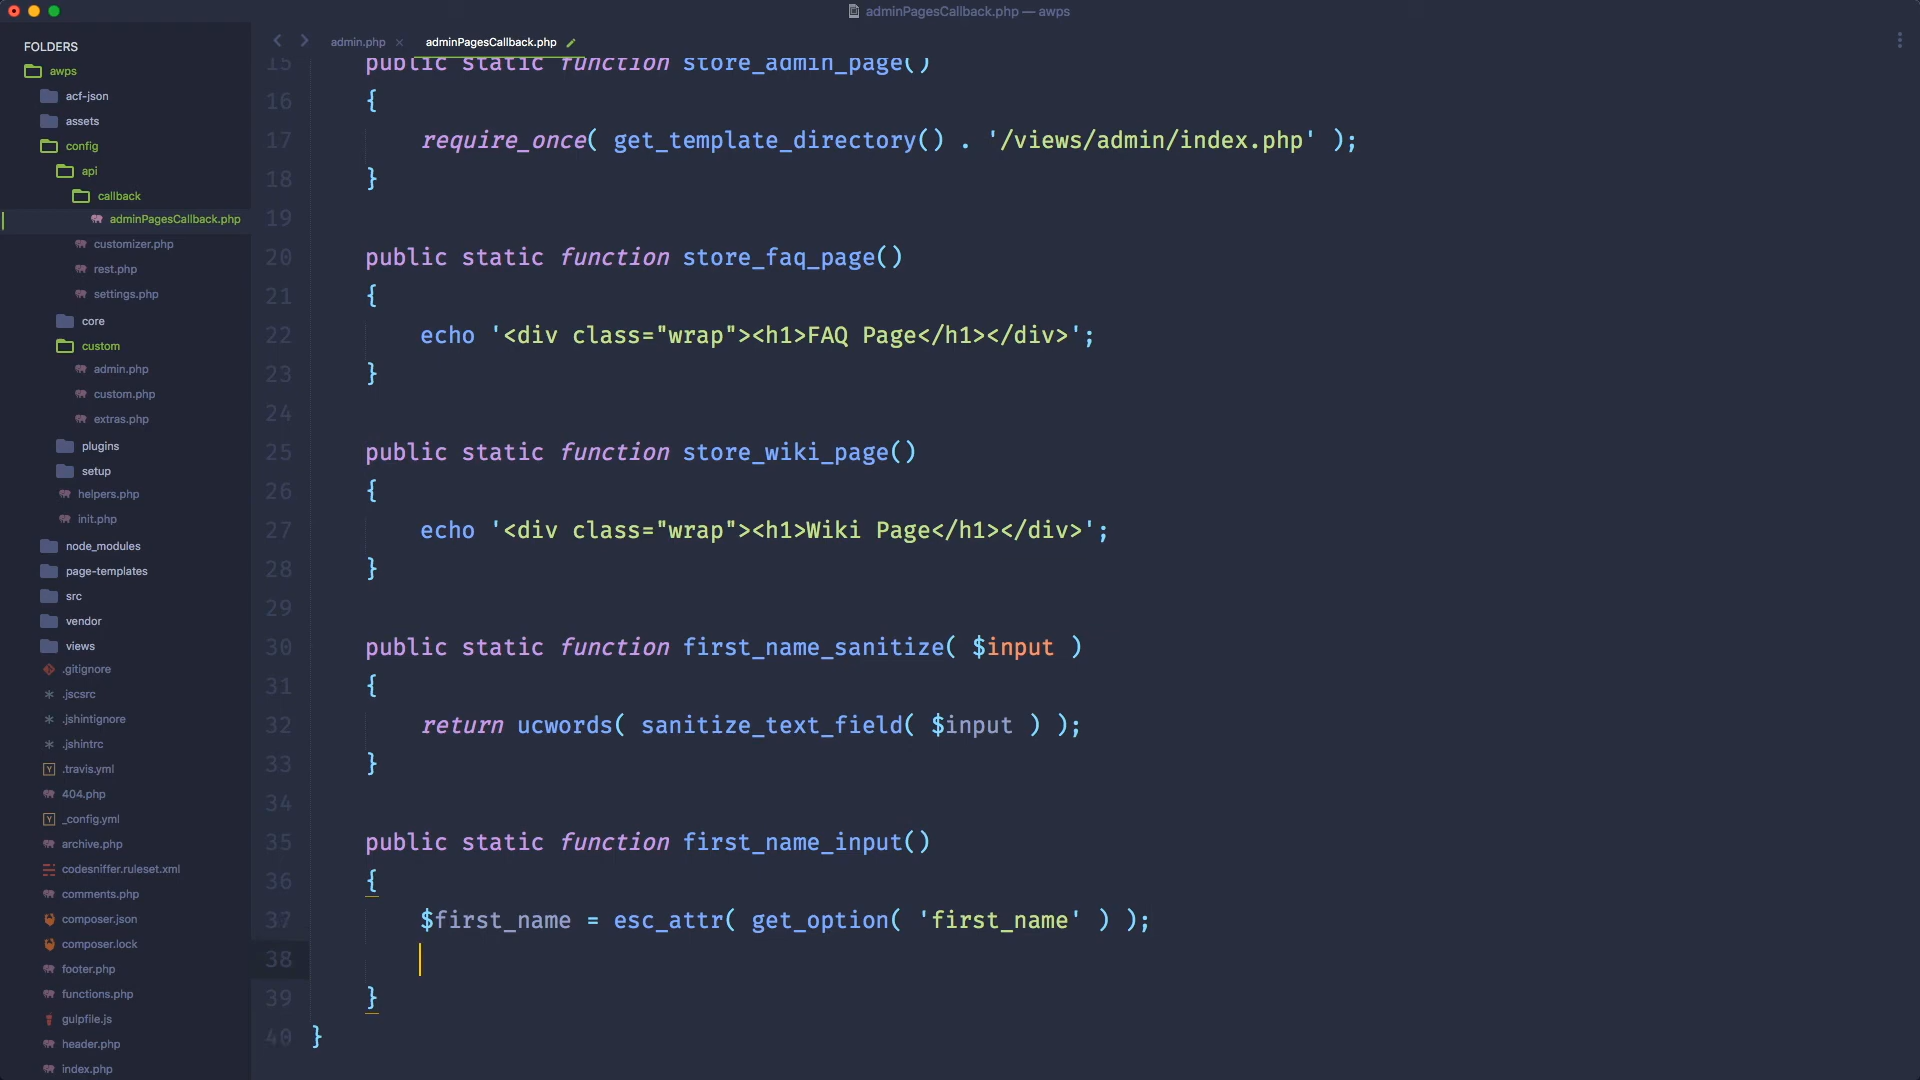 adminPagesCallback.php — awps
FOLDERS
awps
acf-json
assets
config
api
callback
adminPagesCallback.php
customizer.php
rest.php
settings.php
core
custom
admin.php
custom.php
extras.php
plugins
setup
helpers.php
init.php
node_modules
page-templates
src
vendor
views
.gitignore
.jscsrc
.jshintignore
.jshintrc
.travis.yml
404.php
_config.yml
archive.php
codesniffer.ruleset.xml
comments.php
composer.json
composer.lock
footer.php
functions.php
gulpfile.js
header.php
index.php
admin.php × adminPagesCallback.php
15 public static function store_admin_page()
16 {
17 require_once( get_template_directory() . '/views/admin/index.php' );
18 }
19
20 public static function store_faq_page()
21 {
22 echo '<div class="wrap"><h1>FAQ Page</h1></div>';
23 }
24
25 public static function store_wiki_page()
26 {
27 echo '<div class="wrap"><h1>Wiki Page</h1></div>';
28 }
29
30 public static function first_name_sanitize( $input )
31 {
32 return ucwords( sanitize_text_field( $input ) );
33 }
34
35 public static function first_name_input()
36 {
37 $first_name = esc_attr( get_option( 'first_name' ) );
38
39 }
40 }